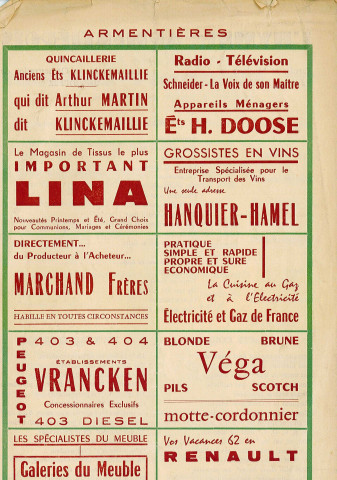 ARMENTIÈRES
QUINCAILLERIE
Anciens Éts KLINCKEMAILLIE
qui dit Arthur MARTIN
dit KLINCKEMAILLIE
Radio - Télévision
Schneider - La Voix de son Maitre
Appareils Ménagers
Éts H. DOOSE
Le Magasin de Tissus le plus
IMPORTANT
LINA
Nouveautés Printemps et Été, Grand Choix
pour Communions, Mariages et Cérémonies
GROSSISTES EN VINS
Entreprise Spécialisée pour le
Transport des Vins
Une seule adresse
HANQUIER-HAMEL
DIRECTEMENT...
du Producteur à l'Acheteur...
MARCHAND FRÈRES
HABILLE EN TOUTES CIRCONSTANCES
PRATIQUE
SIMPLE ET RAPIDE
PROPRE ET SURE
ECONOMIQUE
La Cuisine au Gaz
et à l'Electricité
Électricité et Gaz de France
PEUGEOT
403 & 404
ÉTABLISSEMENTS
VRANCKEN
Concessionnaires Exclusifs
403 DIESEL
BLONDE BRUNE
Véga
PILS SCOTCH
motte-cordonnier
LES SPÉCIALISTES DU MEUBLE
Galeries du Meuble
Vos Vacances 62 en
RENAULT